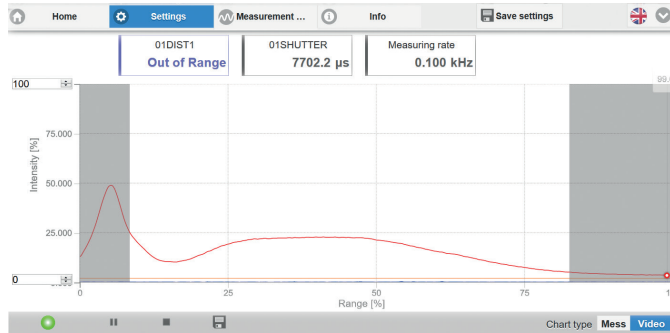 Home
Settings
Measurement ...
Info
Save settings
01DIST1
Out of Range
01SHUTTER
7702.2 µs
Measuring rate
0.100 kHz
100
75.000
50.000
25.000
0
Intensity [%]
0
25
50
75
Range [%]
Chart type
Mess
Video